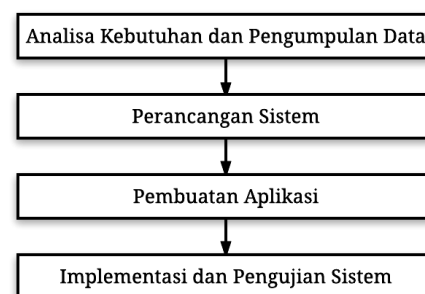 Analisa Kebutuhan dan Pengumpulan Data
Perancangan Sistem
Pembuatan Aplikasi
Implementasi dan Pengujian Sistem